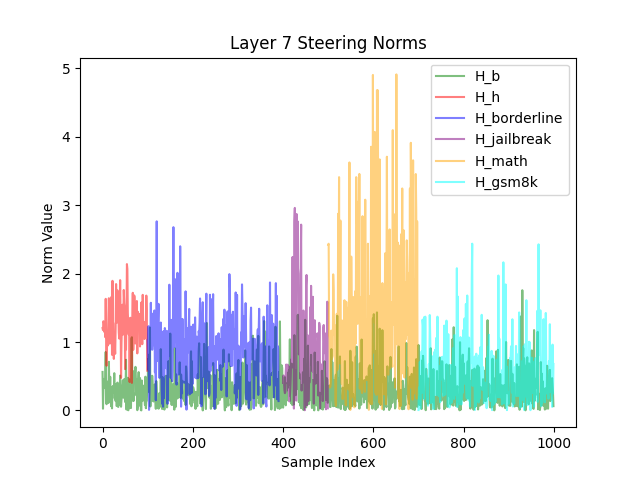 Layer 7 Steering Norms
H_b
H_h
H_borderline
H_jailbreak
H_math
H_gsm8k
Norm Value
5
4
3
2
1
0
0 200 400 600 800 1000
Sample Index